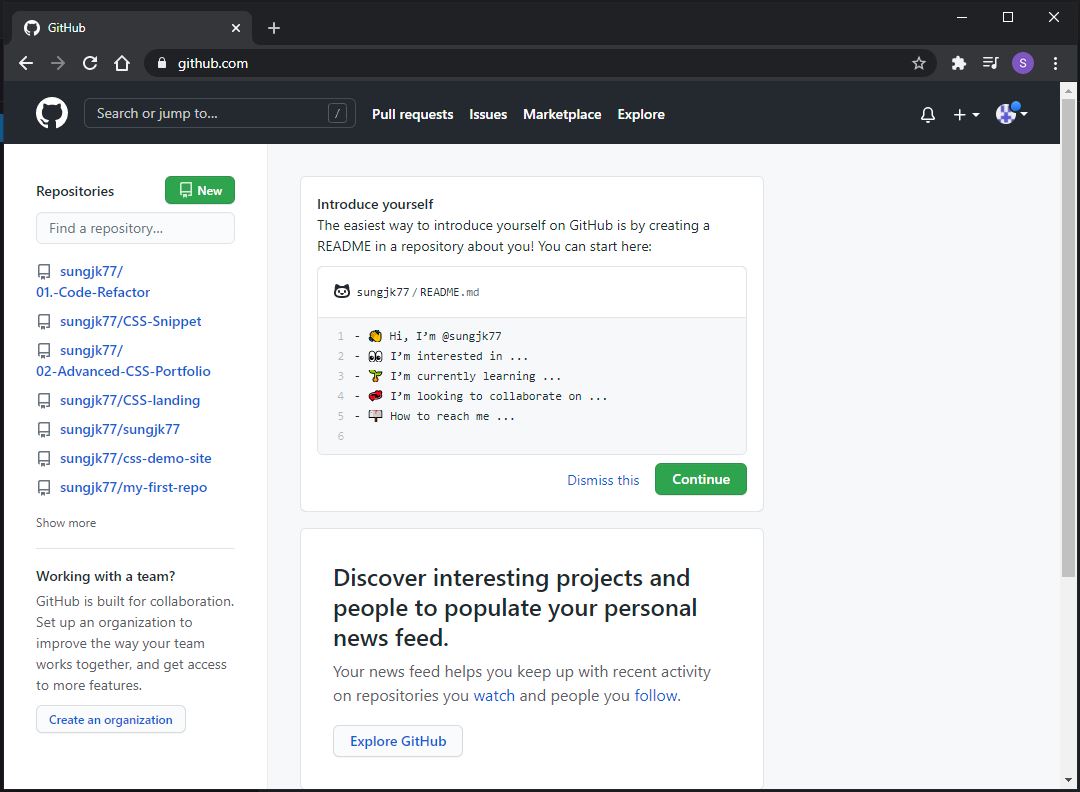 GitHub
github.com
S
Search or jump to...
/
Pull requests
Issues
Marketplace
Explore
Repositories
New
Find a repository...
sungjk77/
01.-Code-Refactor
sungjk77/CSS-Snippet
sungjk77/
02-Advanced-CSS-Portfolio
sungjk77/CSS-landing
sungjk77/sungjk77
sungjk77/css-demo-site
sungjk77/my-first-repo
Show more
Working with a team?
GitHub is built for collaboration.
Set up an organization to
improve the way your team
works together, and get access
to more features.
Create an organization
Introduce yourself
The easiest way to introduce yourself on GitHub is by creating a
README in a repository about you! You can start here:
sungjk77/README.md
1 - 👋 Hi, I’m @sungjk77
2 - 👀 I’m interested in ...
3 - 🌱 I’m currently learning ...
4 - 💞️ I’m looking to collaborate on ...
5 - 📫 How to reach me ...
6
Dismiss this
Continue
Discover interesting projects and
people to populate your personal
news feed.
Your news feed helps you keep up with recent activity
on repositories you watch and people you follow.
Explore GitHub